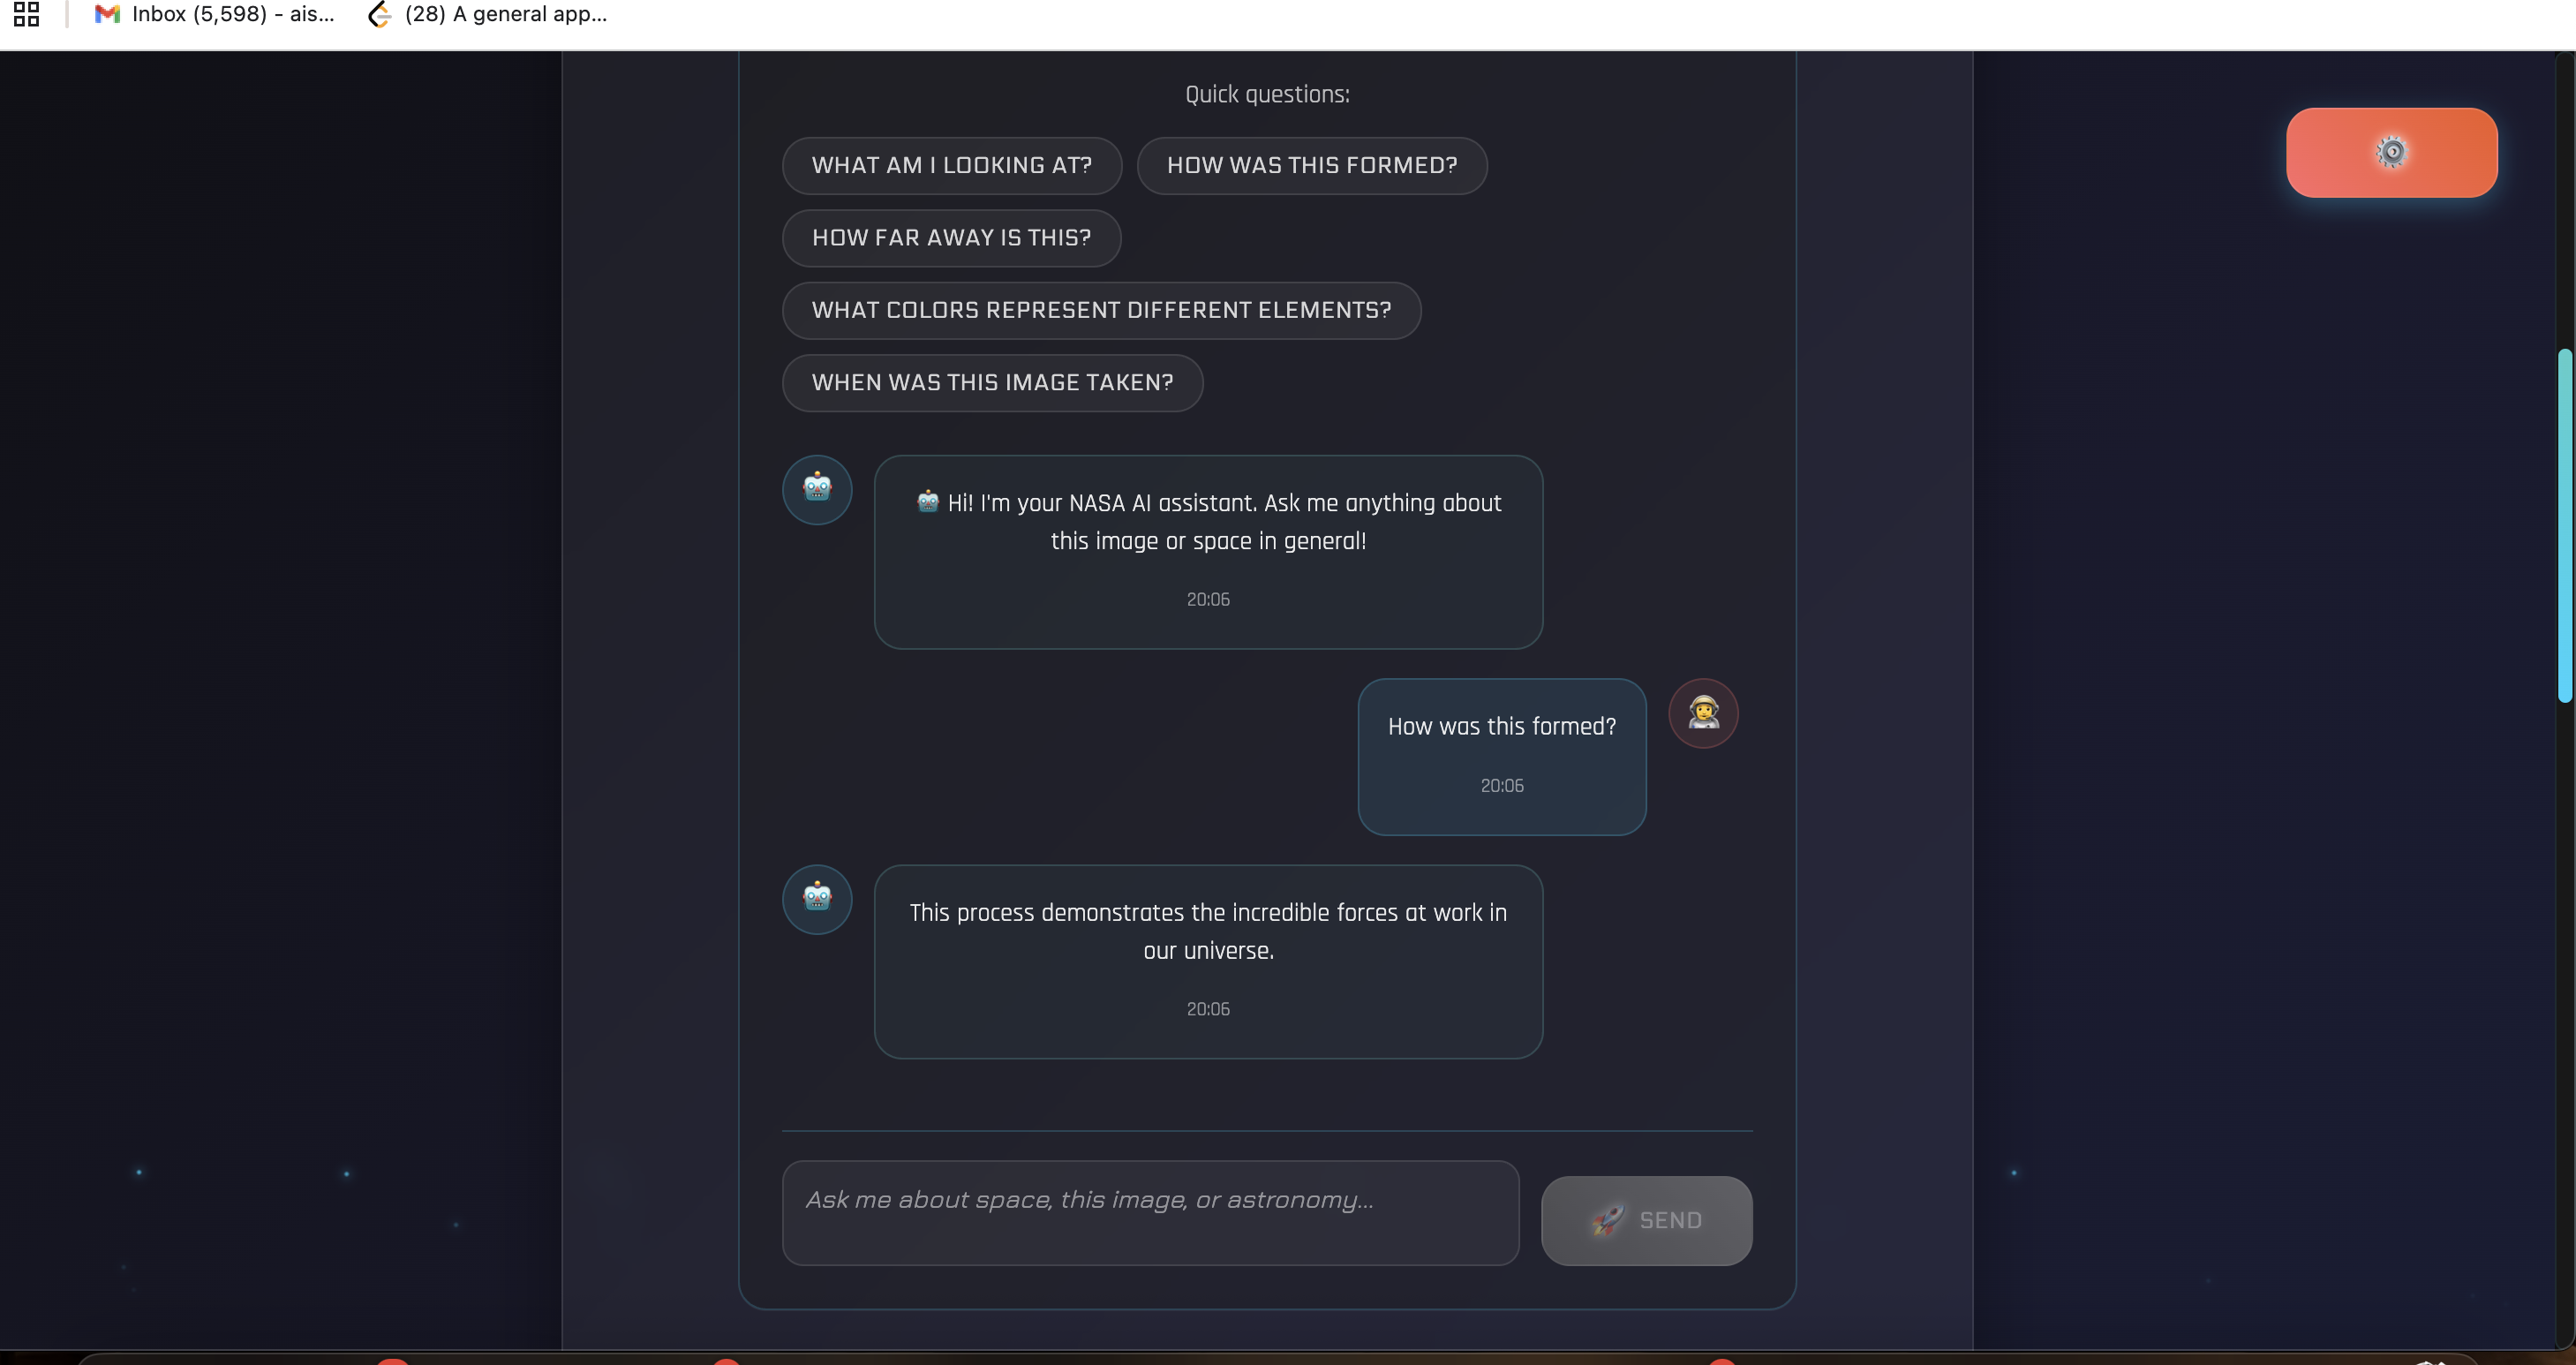 Inbox (5,598) - ais... (28) A general app...
Quick questions:
WHAT AM I LOOKING AT? HOW WAS THIS FORMED?
HOW FAR AWAY IS THIS?
WHAT COLORS REPRESENT DIFFERENT ELEMENTS?
WHEN WAS THIS IMAGE TAKEN?
Hi! I'm your NASA AI assistant. Ask me anything about
this image or space in general!
20:06
How was this formed?
20:06
This process demonstrates the incredible forces at work in
our universe.
20:06
Ask me about space, this image, or astronomy...
SEND